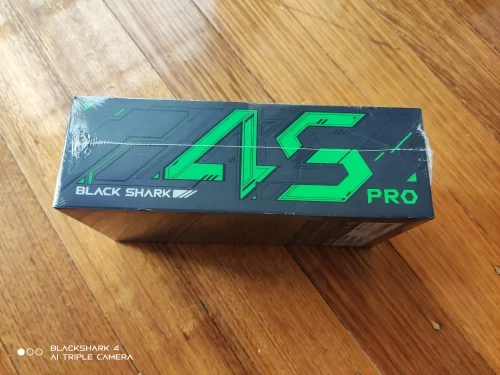 4S
BLACK SHARK
PRO
BLACKSHARK 4
AI TRIPLE CAMERA